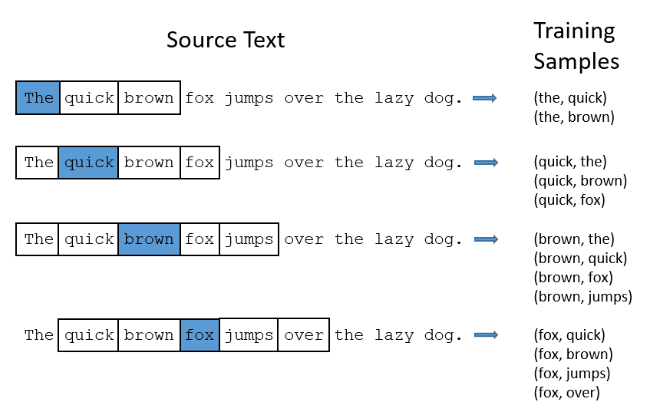 Source Text
Training
Samples
The quick brown fox jumps over the lazy dog.
(the, quick)
(the, brown)
The quick brown fox jumps over the lazy dog.
(quick, the)
(quick, brown)
(quick, fox)
The quick brown fox jumps over the lazy dog.
(brown, the)
(brown, quick)
(brown, fox)
(brown, jumps)
The quick brown fox jumps over the lazy dog.
(fox, quick)
(fox, brown)
(fox, jumps)
(fox, over)